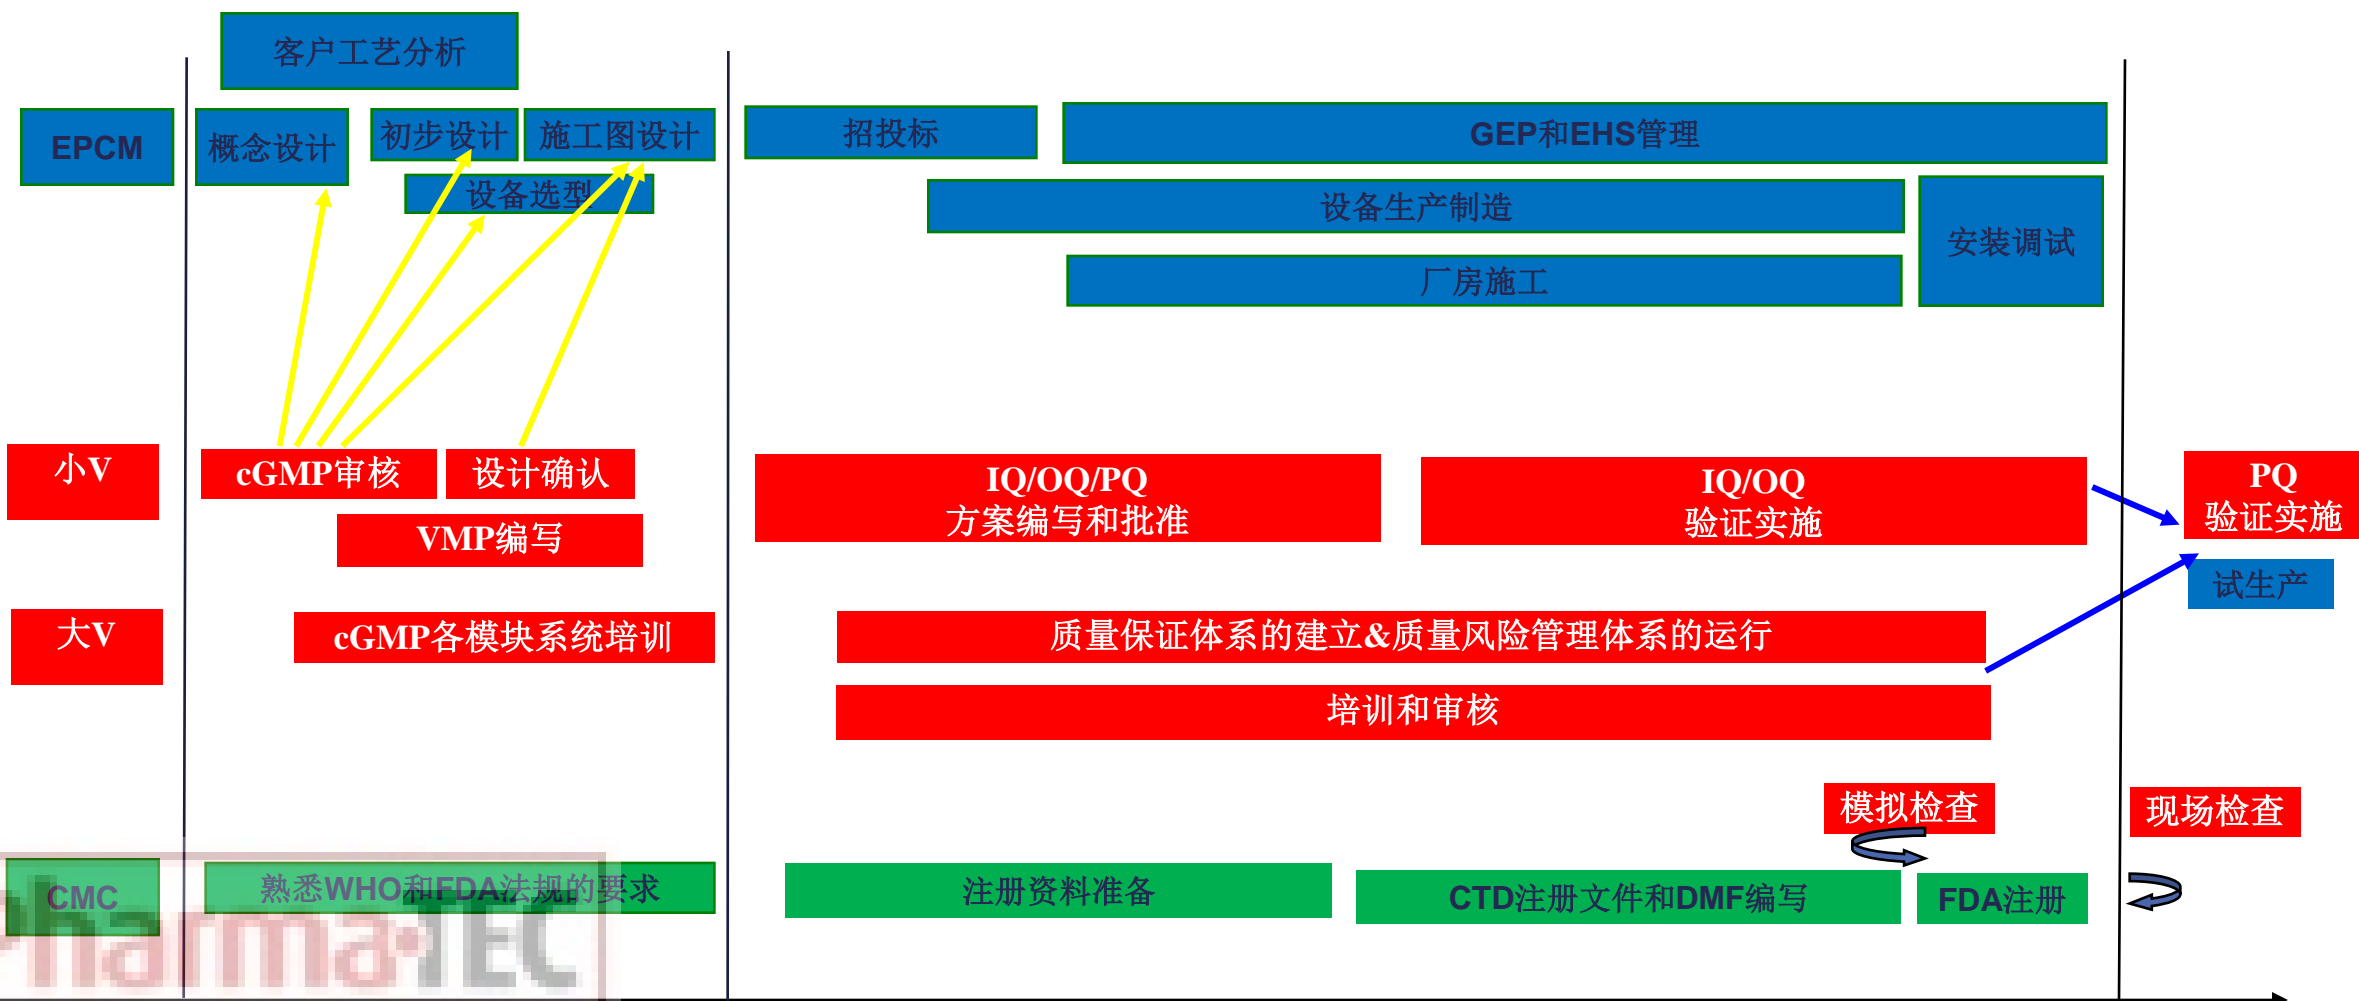 客户工艺分析
EPCM
概念设计
初步设计
施工图设计
招投标
GEP和EHS管理
设备选型
设备生产制造
安装调试
厂房施工
小V
cGMP审核
设计确认
IQ/OQ/PQ
方案编写和批准
IQ/OQ
验证实施
PQ
验证实施
VMP编写
试生产
大V
cGMP各模块系统培训
质量保证体系的建立&质量风险管理体系的运行
培训和审核
模拟检查
现场检查
CMC
熟悉WHO和FDA法规的要求
注册资料准备
CTD注册文件和DMF编写
FDA注册
PharmaTEC